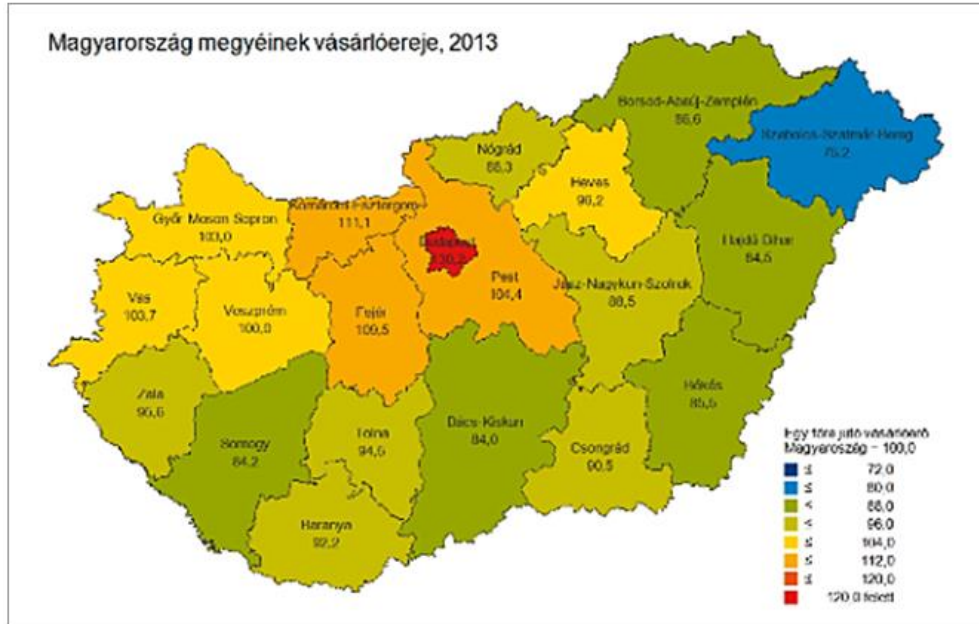 Magyarország megyéinek vásárlóereje, 2013
Borsod-Abaúj-Zemplén
86,6
Szabolcs-Szatmár-Bereg
75,2
Nógrád
88,3
Heves
96,2
Győr Moson Sopron
103,0
Komárom Esztergom
111,1
Budapest
Hajdú Bihar
84,5
Pest
104,4
Jász-Nagykun-Szolnok
88,5
Vas
103,7
Veszprém
100,0
Fejér
109,5
Zala
95,6
Békés
85,5
Somogy
84,2
Tolna
94,5
Bács-Kiskun
84,0
Csongrád
90,5
Baranya
92,2
Egy főre jutó vásárlóerő
Magyaroszág = 100,0
≤ 72,0
≤ 80,0
≤ 88,0
≤ 96,0
≤ 104,0
≤ 112,0
≤ 120,0
120,0 felett